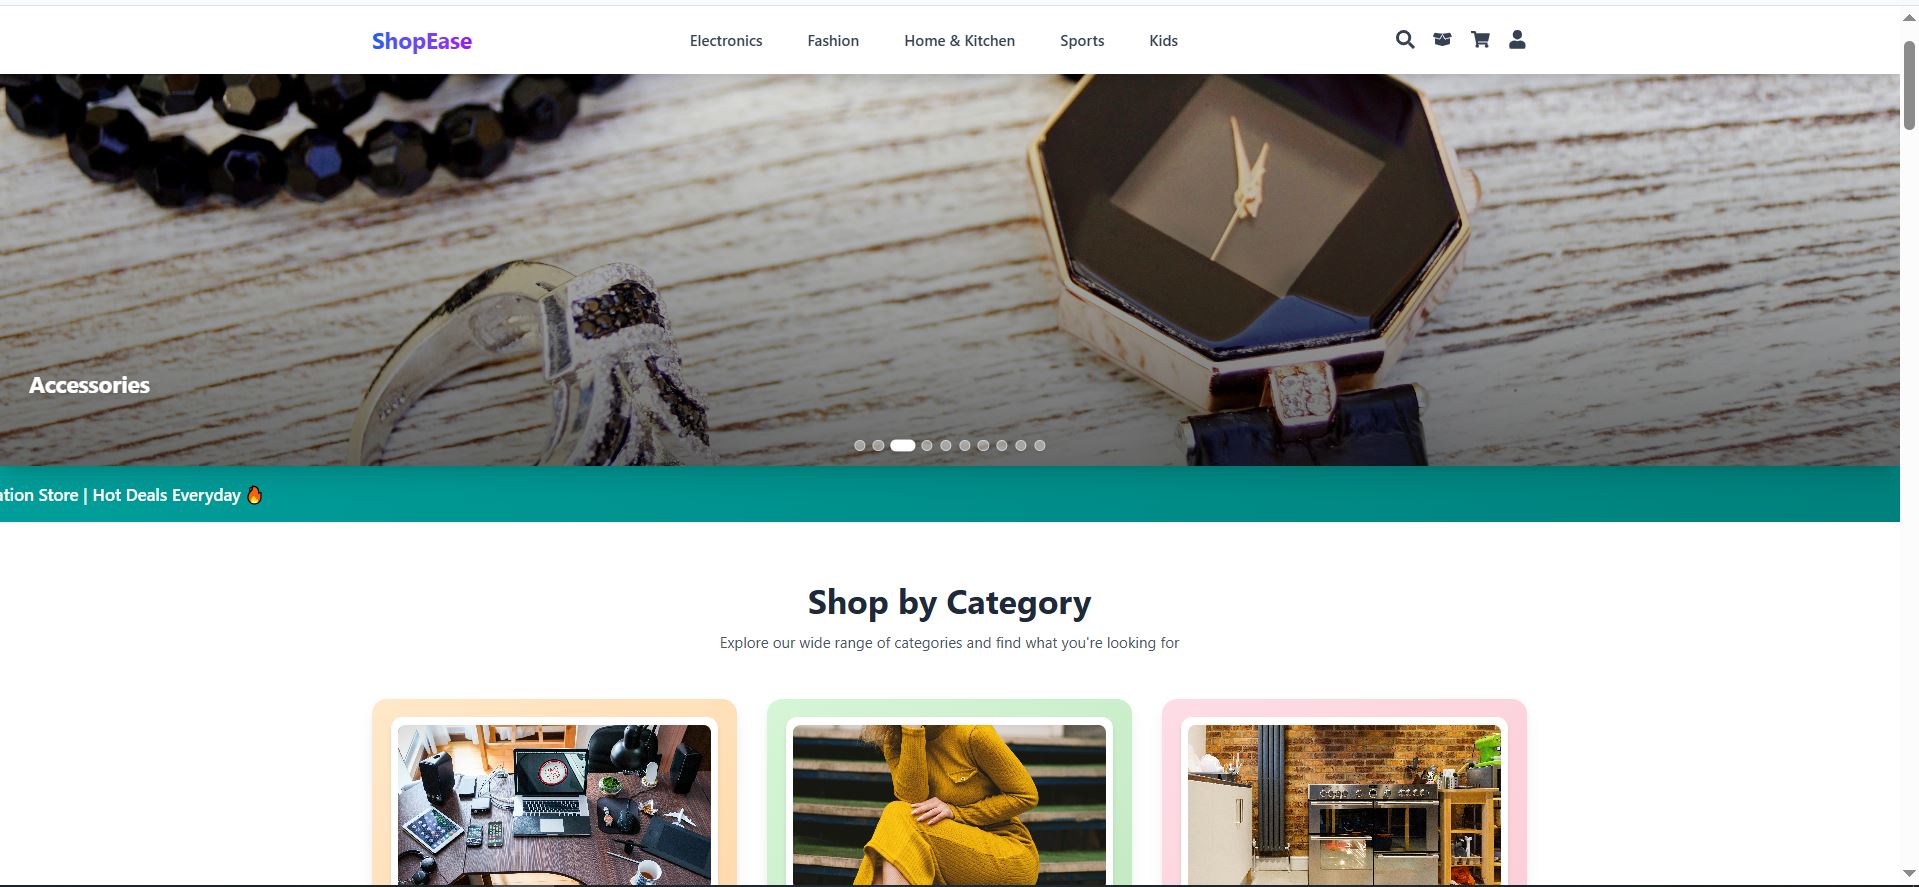 ShopEase
Electronics Fashion Home & Kitchen Sports Kids
Accessories
Store | Hot Deals Everyday 🔥
Shop by Category
Explore our wide range of categories and find what you're looking for